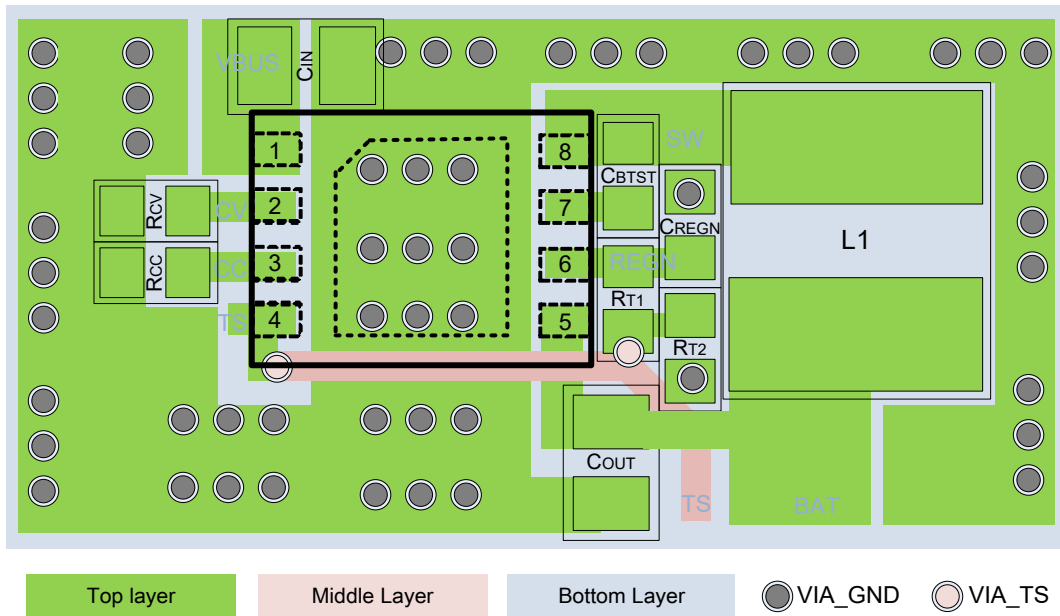 VBUS
CIN
1
8
SW
CBTST
RCV
CV
2
7
CREGN
L1
RCC
CC
3
6
REGN
RT1
TS
4
5
RT2
COUT
TS
BAT
Top layer
Middle Layer
Bottom Layer
VIA_GND
VIA_TS